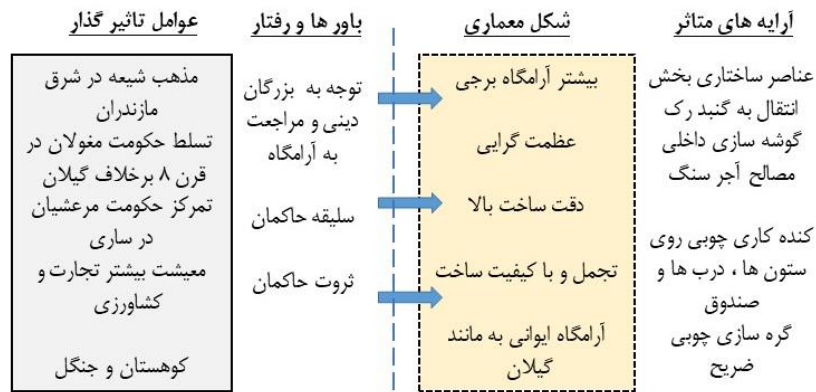 عوامل تاثیر گذار
مذهب شیعه در شرق
مازندران
تسلط حکومت مغولان در
قرن ۸ برخلاف گیلان
تمرکز حکومت مرعشیان
در ساری
معیشت بیشتر تجارت و
کشاورزی
کوهستان و جنگل
باور ها و رفتار
توجه به بزرگان
دینی و مراجعت
به آرامگاه
سلیقه حاکمان
ثروت حاکمان
شکل معماری
بیشتر آرامگاه برجی
عظمت گرایی
دقت ساخت بالا
تجمل و با کیفیت ساخت
آرامگاه ایوانی به مانند
گیلان
آرایه های متاثر
عناصر ساختاری بخش
انتقال به گنبد رک
گوشه سازی داخلی
مصالح آجر سنگ
کنده کاری چوبی روی
ستون ها ، درب ها و
صندوق
گره سازی چوبی
ضریح